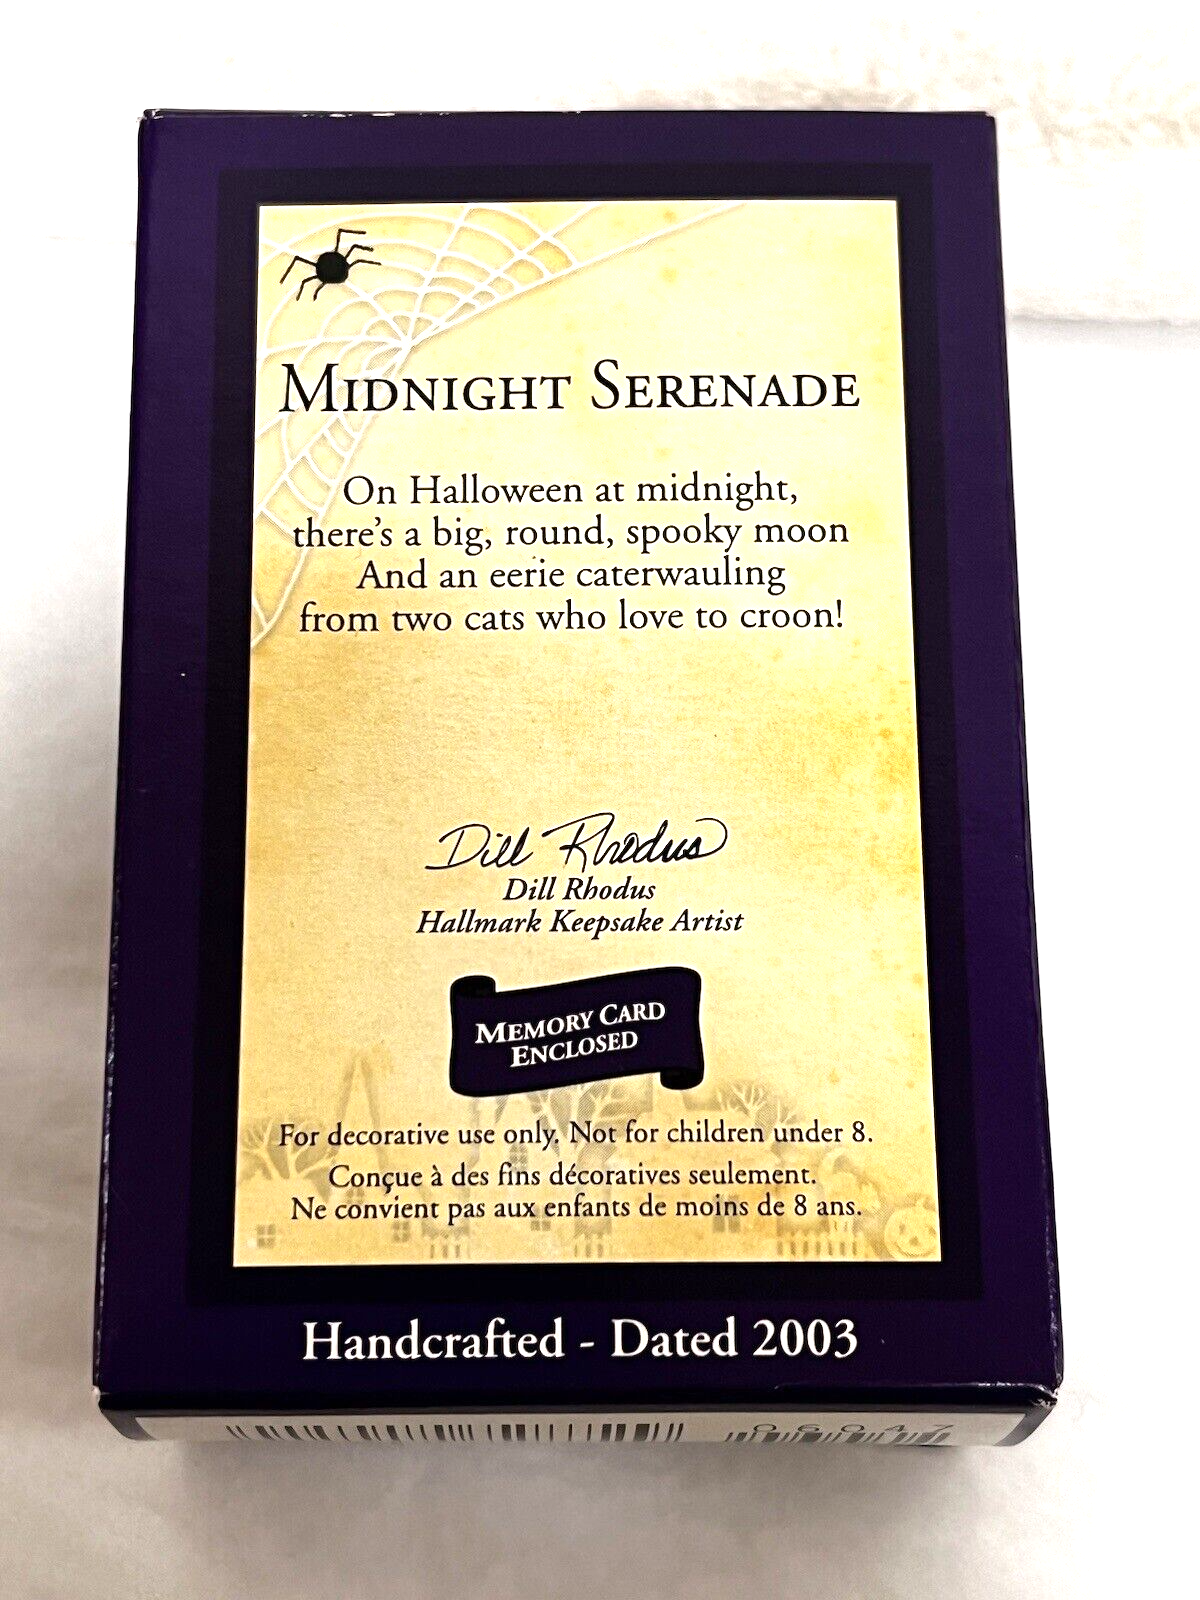 MIDNIGHT SERENADE
On Halloween at midnight,
there's a big, round, spooky moon
And an eerie caterwauling
from two cats who love to croon!
Dill Rhodus
Dill Rhodus
Hallmark Keepsake Artist
MEMORY CARD
ENCLOSED
For decorative use only. Not for children under 8.
Conçue à des fins décoratives seulement.
Ne convient pas aux enfants de moins de 8 ans.
Handcrafted - Dated 2003
06047